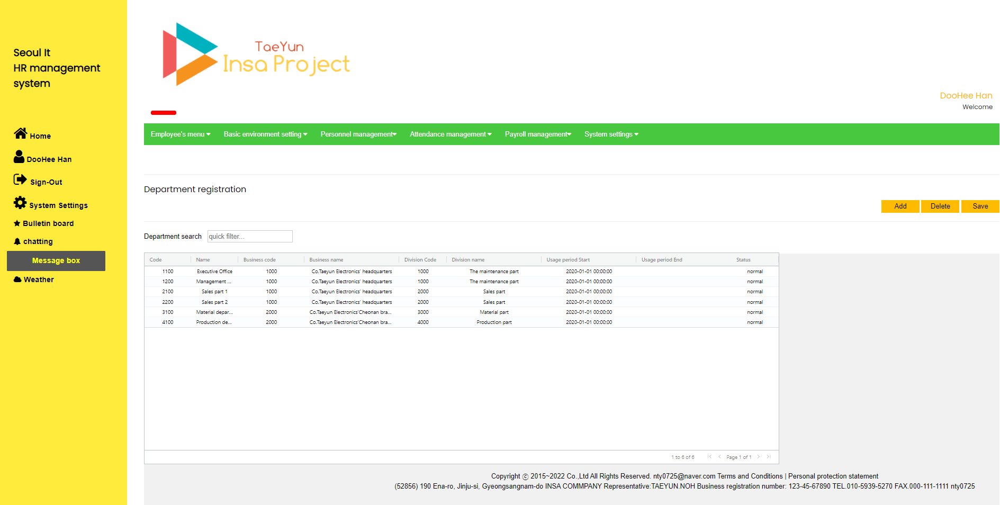 Seoul It
HR management
system
Home
DooHee Han
Sign-Out
System Settings
Bulletin board
chatting
Message box
Weather
TaeYun
Insa Project
DooHee Han
Welcome
Employee's menu Basic environment setting Personnel management Attendance management Payroll management System settings
Department registration
Add Delete Save
Department search quick filter...
Code Name Business code Business name Division Code Division name Usage period Start Usage period End Status
1100 Executive Office 1000 Co.Taeyun Electronics' headquarters 1000 The maintenance part 2020-01-01 00:00:00 normal
1200 Management ... 1000 Co.Taeyun Electronics' headquarters 1000 The maintenance part 2020-01-01 00:00:00 normal
2100 Sales part 1 1000 Co.Taeyun Electronics' headquarters 2000 Sales part 2020-01-01 00:00:00 normal
2200 Sales part 2 1000 Co.Taeyun Electronics' headquarters 2000 Sales part 2020-01-01 00:00:00 normal
3100 Material depar... 2000 Co.Taeyun Electronics'Cheonan bra... 3000 Material part 2020-01-01 00:00:00 normal
4100 Production de... 2000 Co.Taeyun Electronics'Cheonan bra... 4000 Production part 2020-01-01 00:00:00 normal
1 to 6 of 6 Page 1 of 1
Copyright ⓒ 2015~2022 Co.,Ltd All Rights Reserved. nty0725@naver.com Terms and Conditions | Personal protection statement
(52856) 190 Ena-ro, Jinju-si, Gyeongsangnam-do INSA COMMPANY Representative:TAEYUN.NOH Business registration number: 123-45-67890 TEL.010-5939-5270 FAX.000-111-1111 nty0725